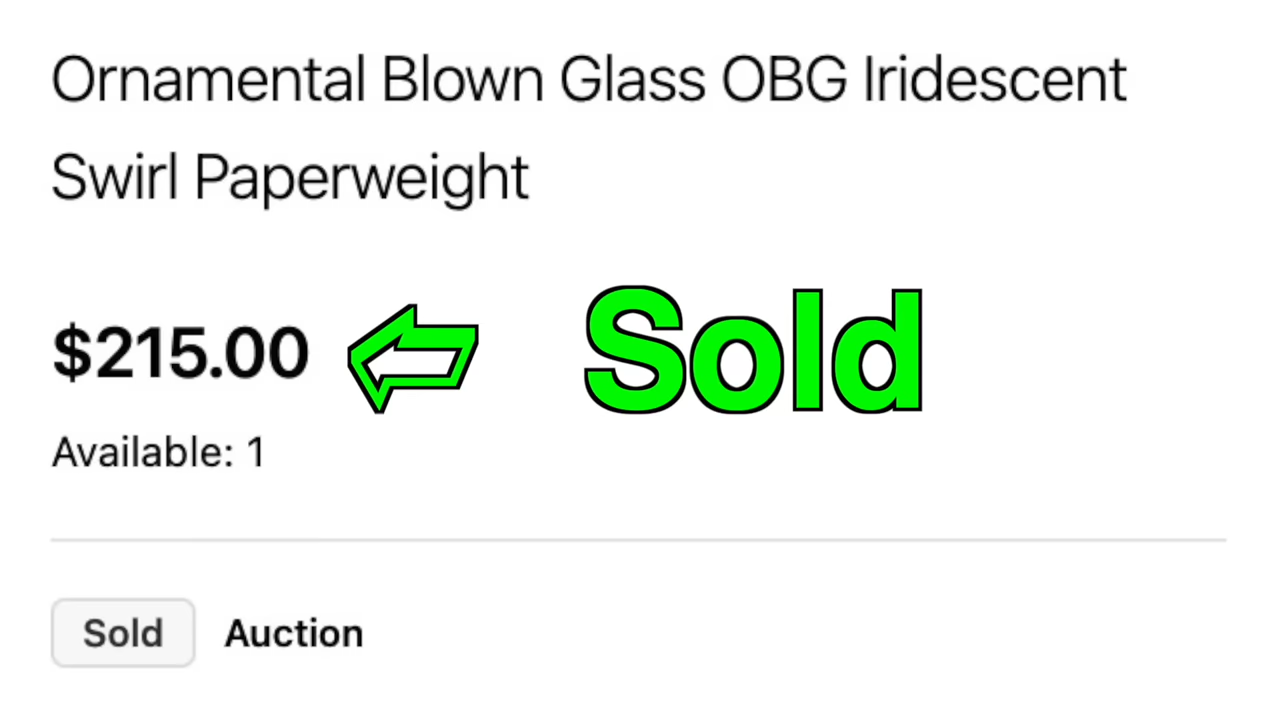 Ornamental Blown Glass OBG Iridescent
Swirl Paperweight
$215.00
Sold
Available: 1
Sold
Auction